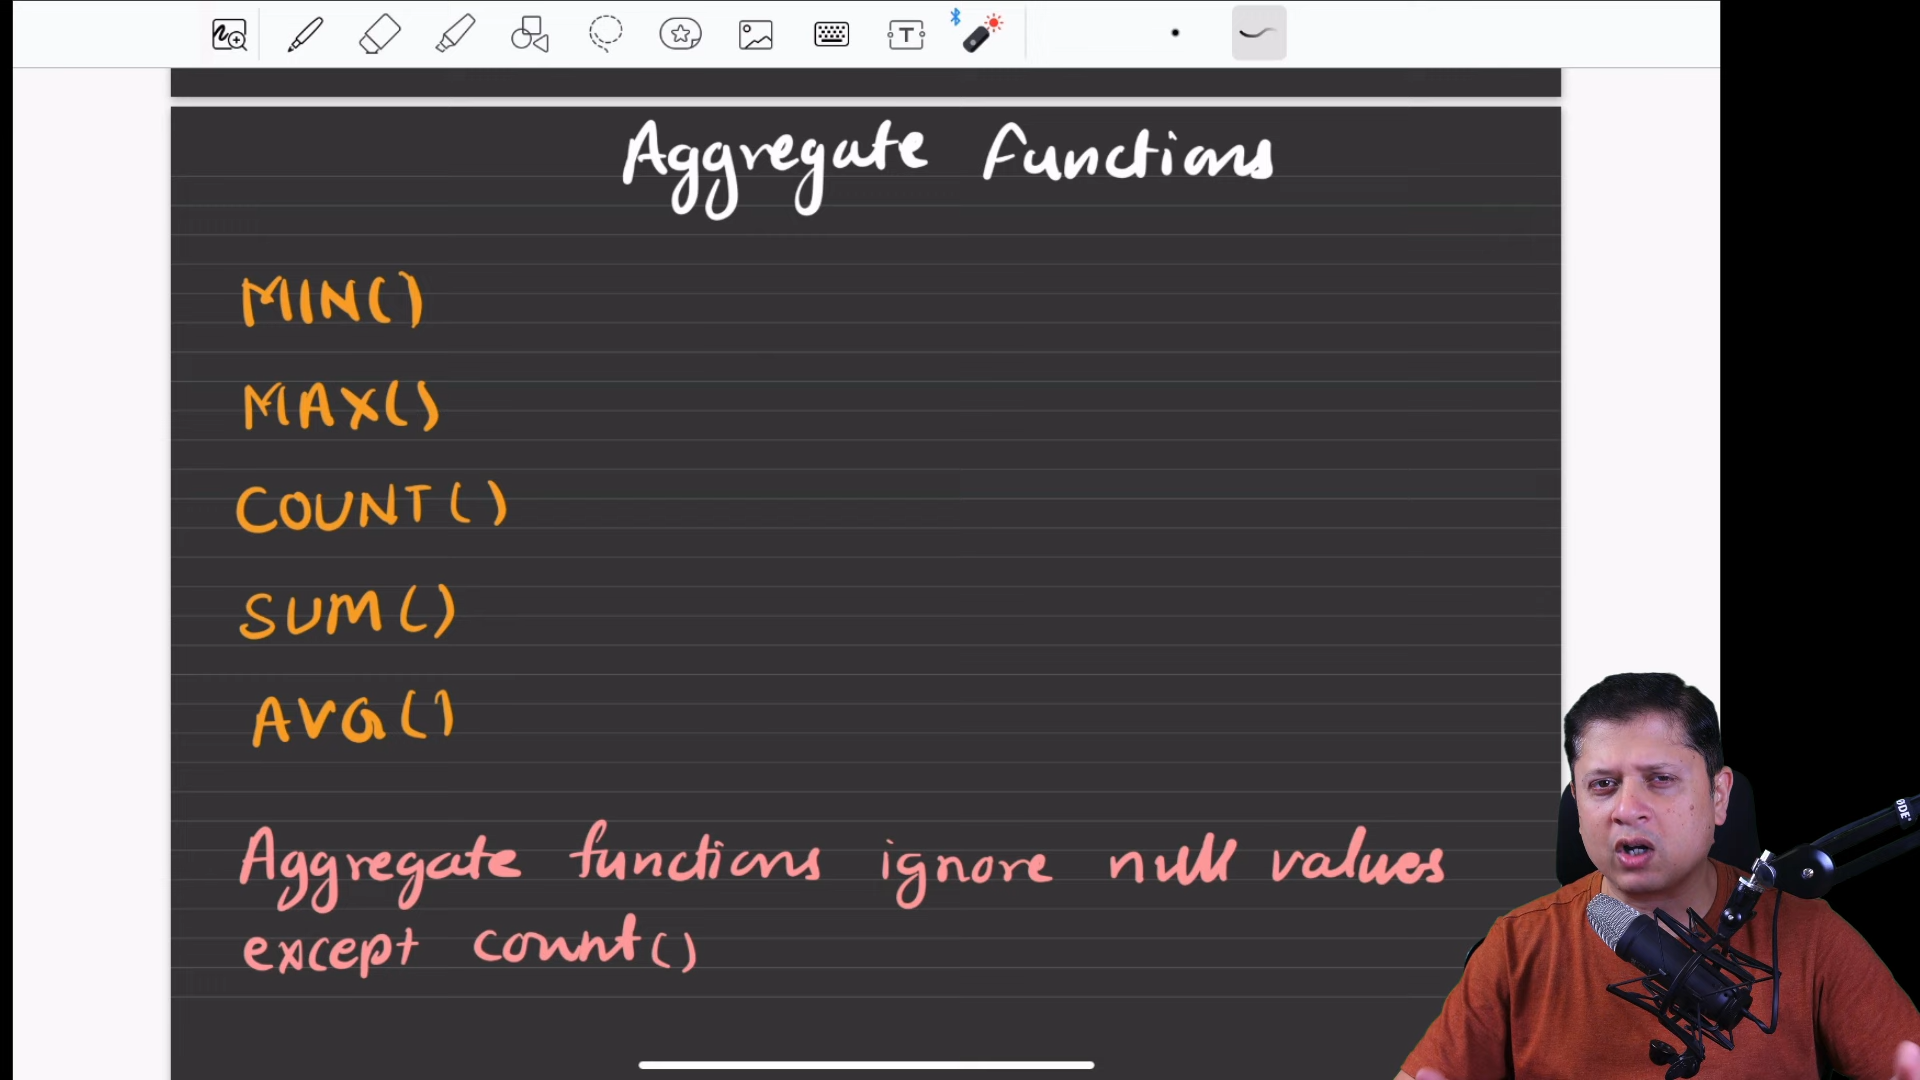 T
Aggregate functions
MIN()
MAX()
COUNT()
SUM()
AVG()
Aggregate functions ignore null values
except count()